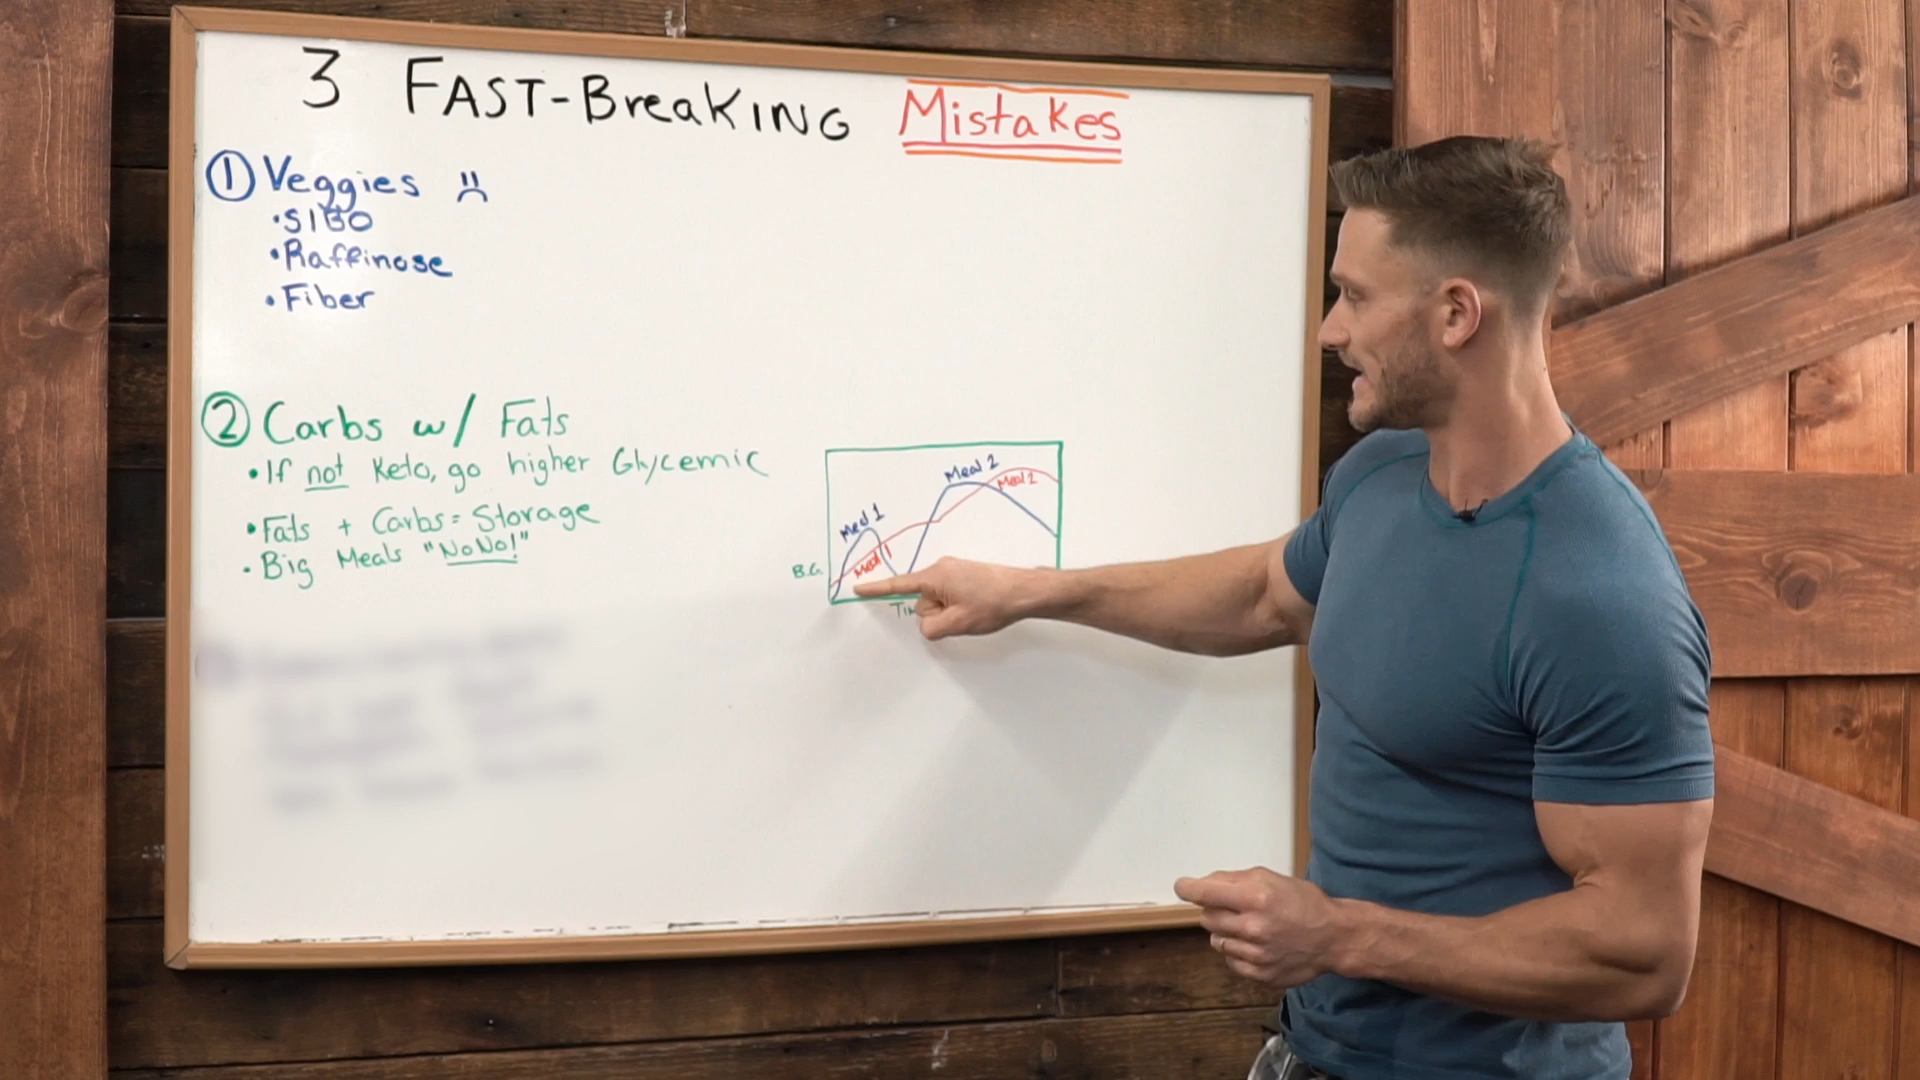 3 FAST-BreaKING Mistakes
① Veggies
• SIBO
• Raffinose
• Fiber
② Carbs w/ Fats
• If not Keto, go higher Glycemic
• Fats + Carbs = Storage
• Big Meals "NoNo!"
Meal 2
Meal 2
Meal 1
Meal 1
B.G.